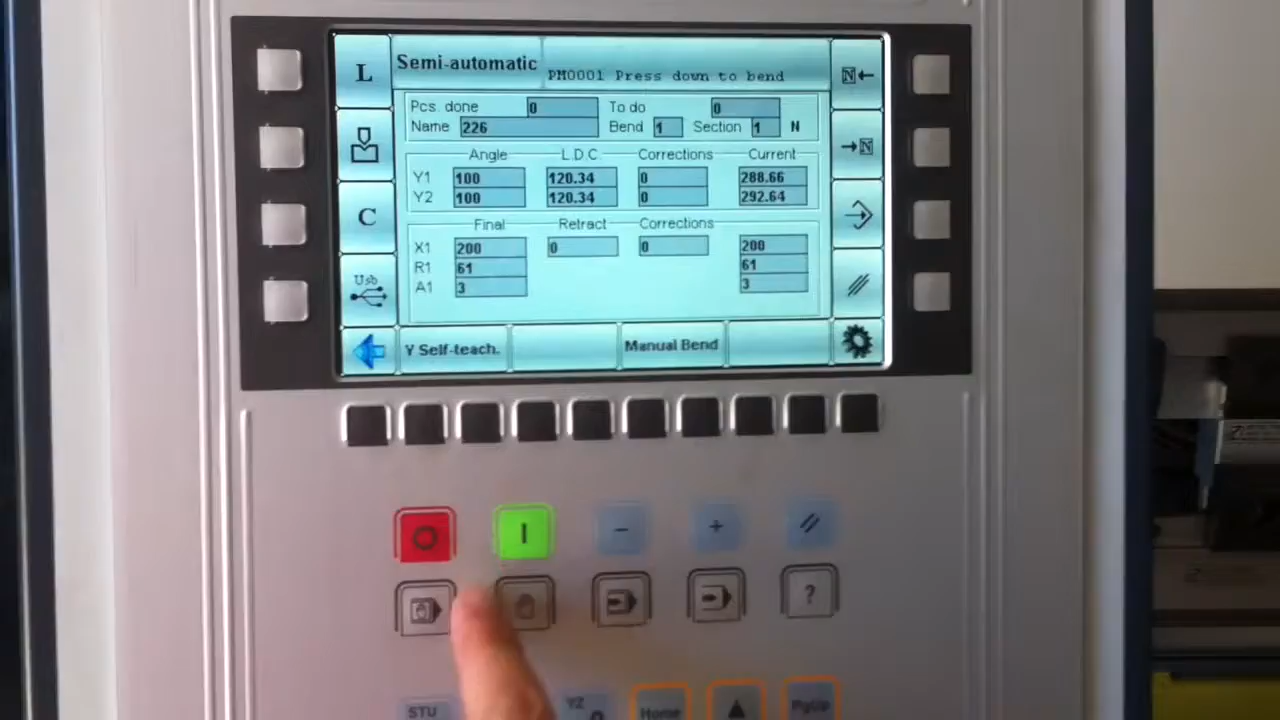 L
Semi-automatic
PM0001 Press down to bend
N←
Pcs. done 0 To do 0
Name 226 Bend 1 Section 1 N
→N
Angle L.D.C. Corrections Current
Y1 100 120.34 0 288.66
Y2 100 120.34 0 292.64
C
Final Retract Corrections
X1 200 0 0 200
R1 61 61
A1 3 3
Usb
Y Self-teach.
Manual Bend
O I - + //
?
STU
YZ
Home
PgUp